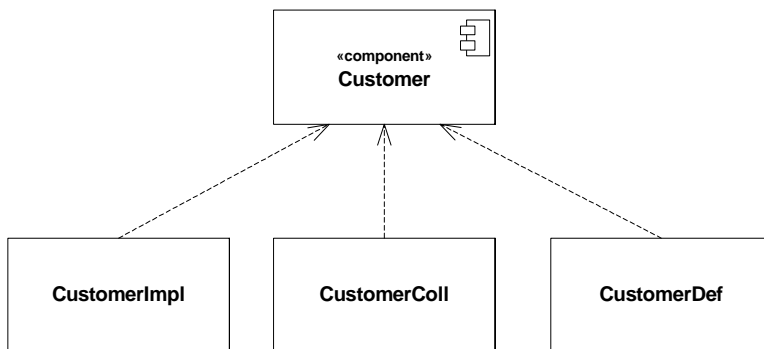 «component»
Customer
CustomerImpl
CustomerColl
CustomerDef